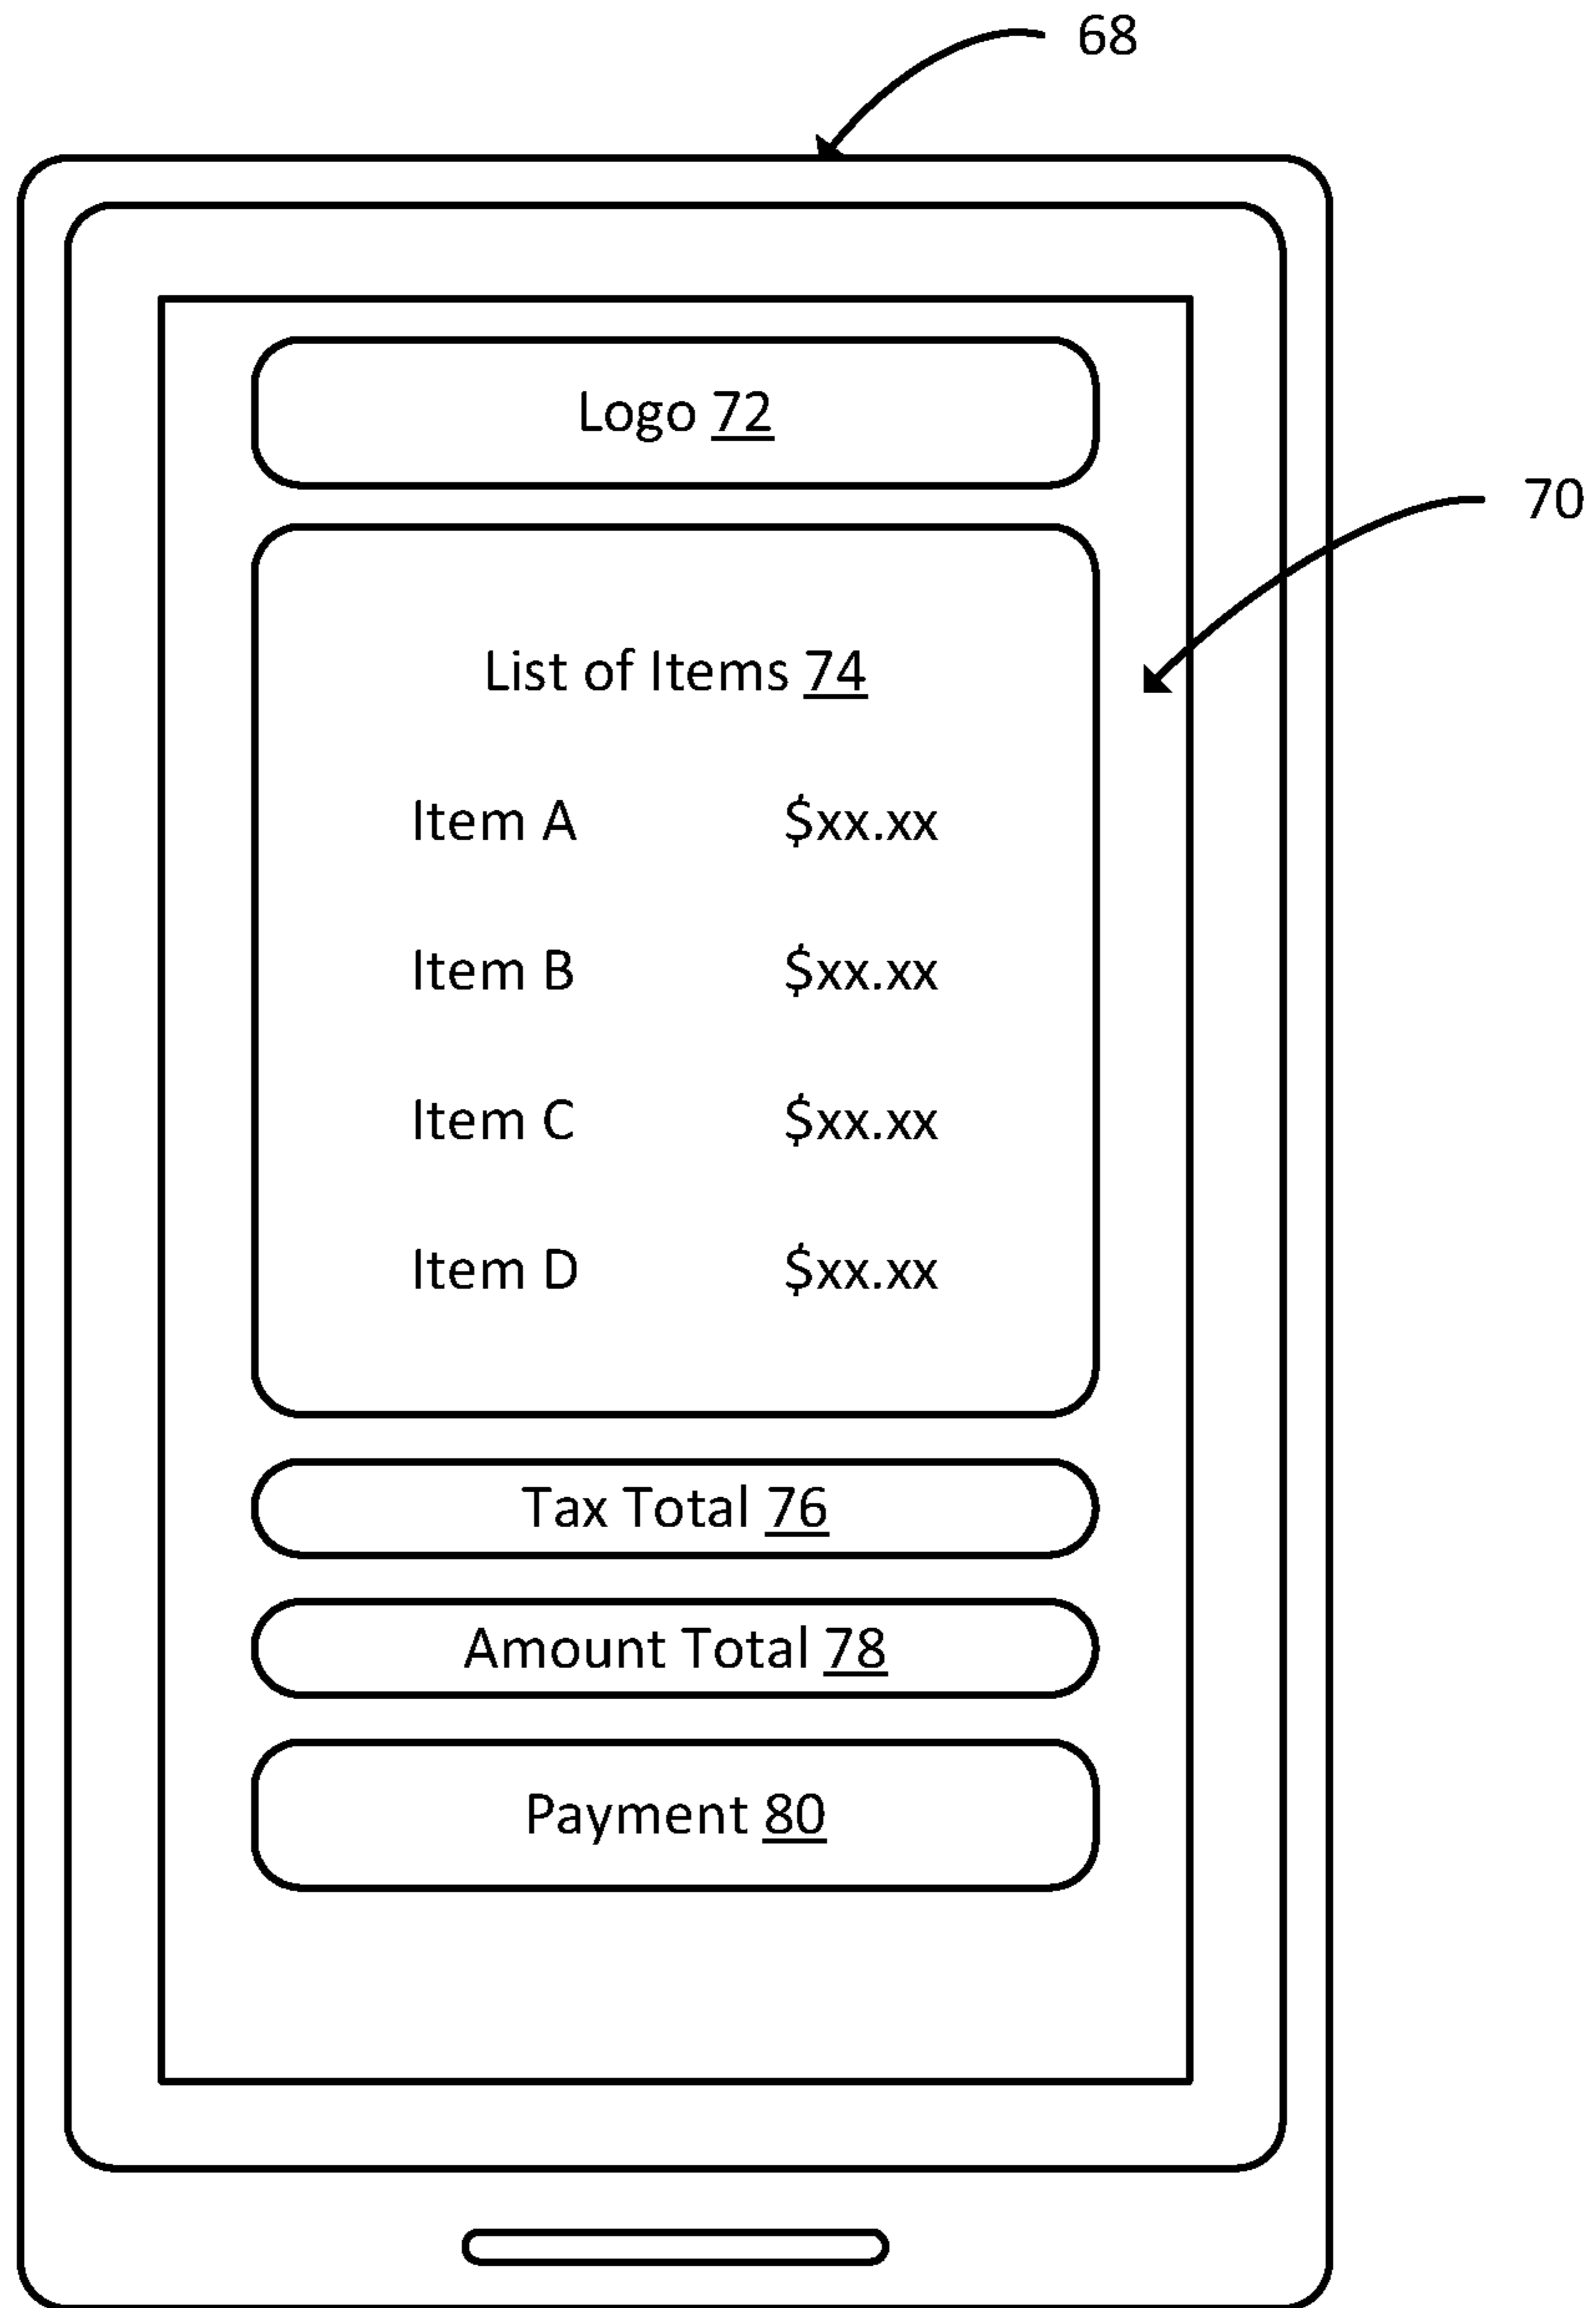 68
Logo 72
70
List of Items 74
Item A $xx.xx
Item B $xx.xx
Item C $xx.xx
Item D $xx.xx
Tax Total 76
Amount Total 78
Payment 80